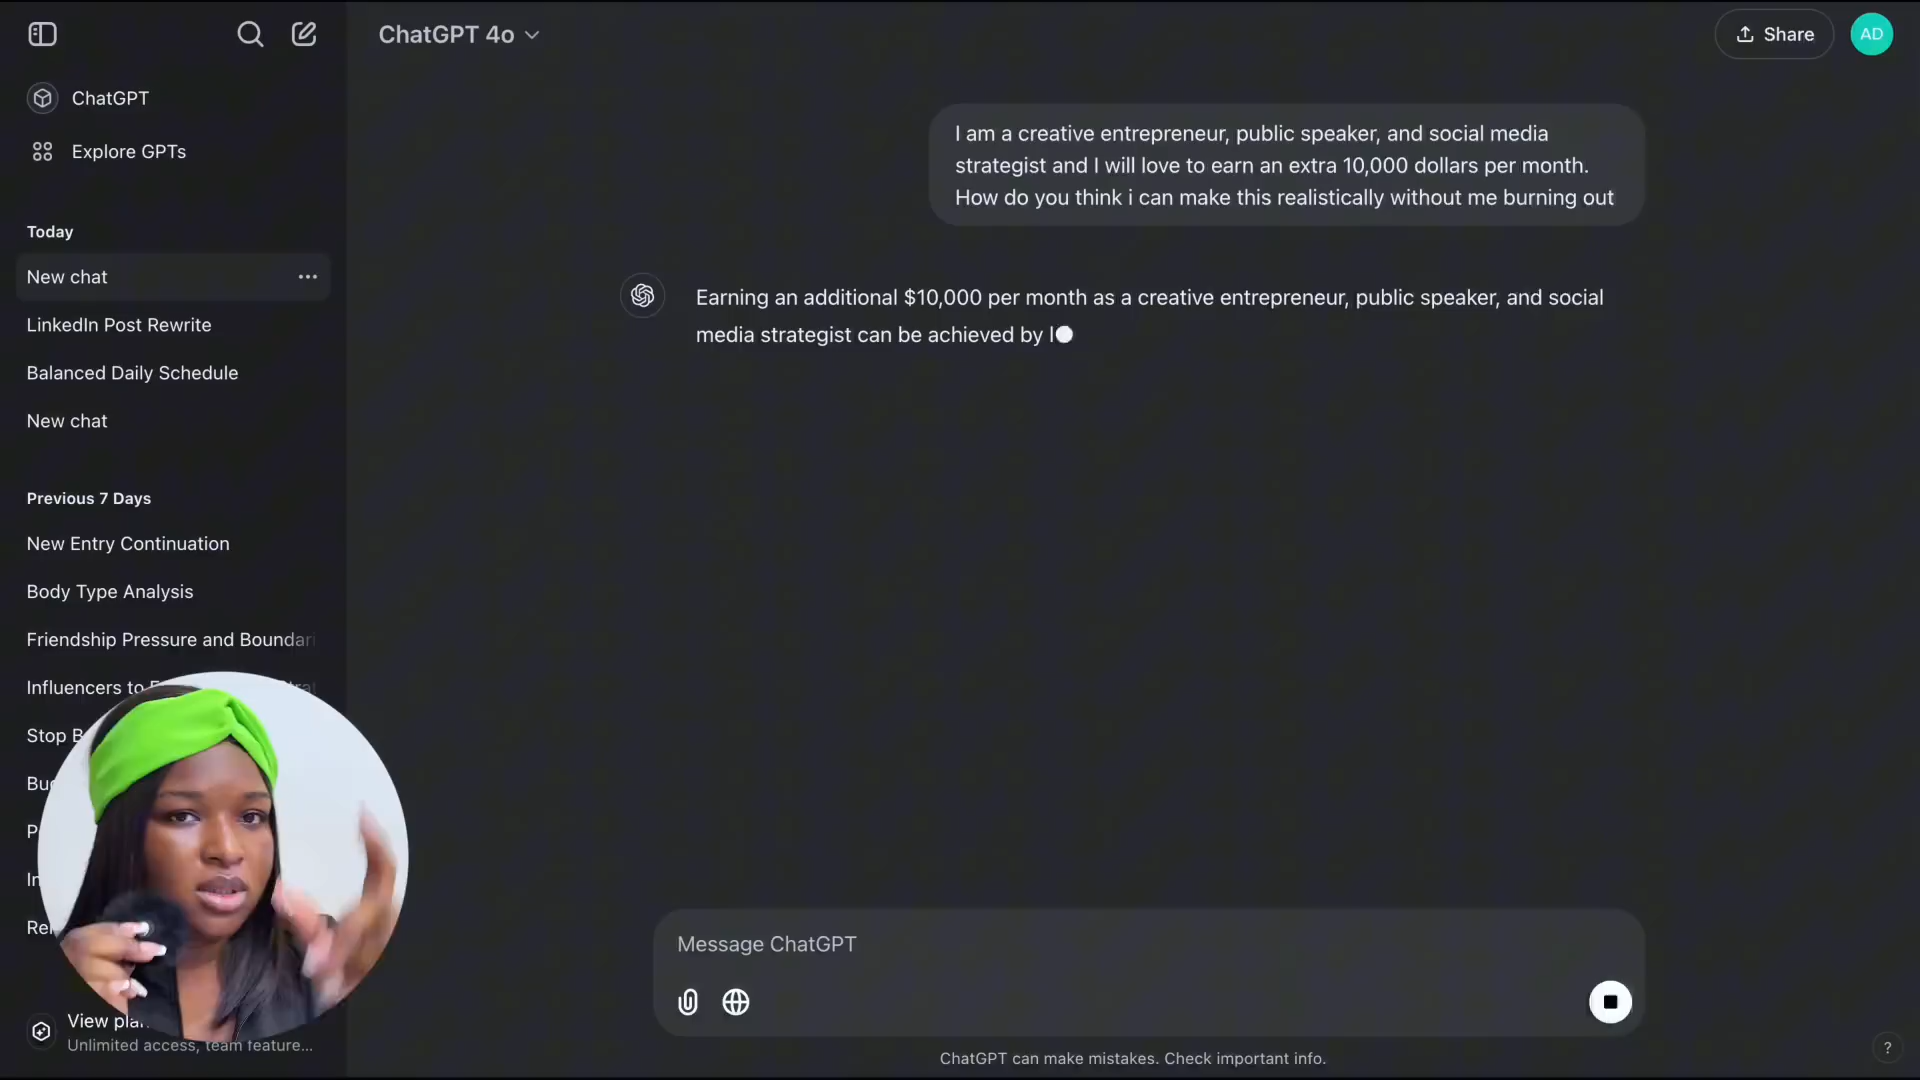 ChatGPT 4o
Share
AD
ChatGPT
Explore GPTs
Today
New chat
LinkedIn Post Rewrite
Balanced Daily Schedule
New chat
Previous 7 Days
New Entry Continuation
Body Type Analysis
Friendship Pressure and Boundari
Influencers to
Stop B
Bu
P
In
Re
View plan
Unlimited access, team feature...
I am a creative entrepreneur, public speaker, and social media
strategist and I will love to earn an extra 10,000 dollars per month.
How do you think i can make this realistically without me burning out
Earning an additional $10,000 per month as a creative entrepreneur, public speaker, and social
media strategist can be achieved by l
Message ChatGPT
ChatGPT can make mistakes. Check important info.
?